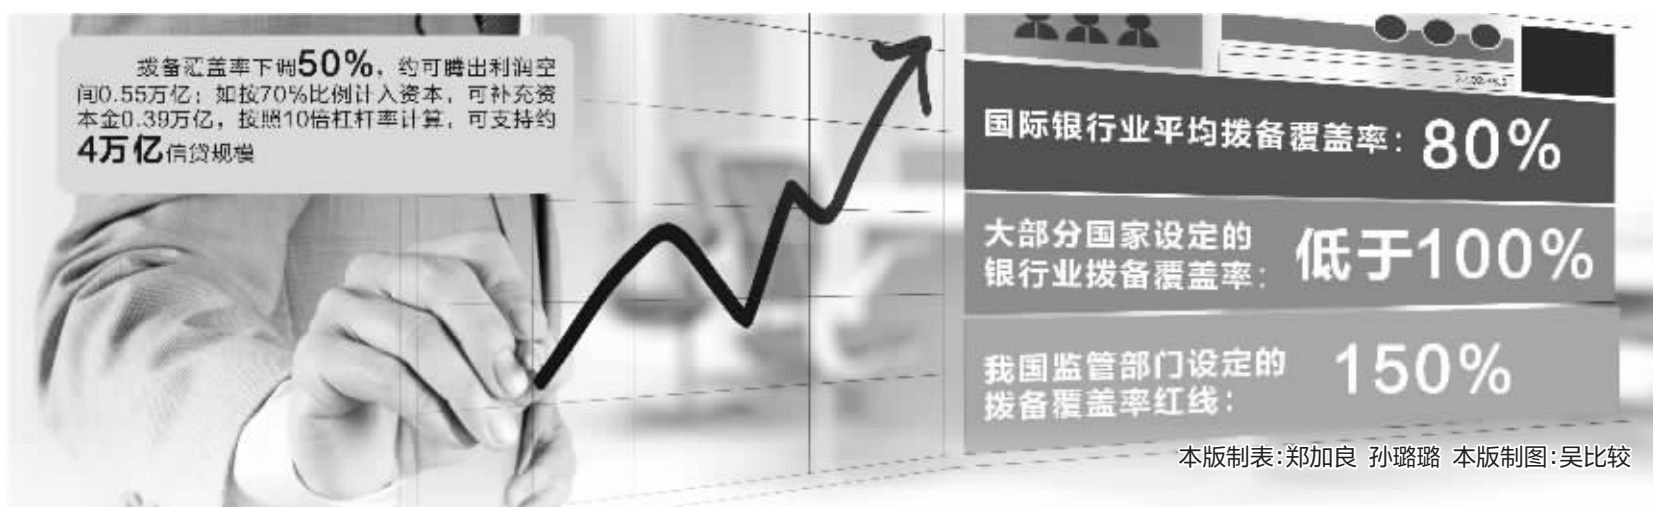 拨备覆盖率下调50%，约可腾出利润空
间0.55万亿；如按70%比例计入资本，可补充资
本金0.39万亿，按照10倍杠杆率计算，可支持约
4万亿信贷规模
国际银行业平均拨备覆盖率：80%
大部分国家设定的
银行业拨备覆盖率：
低于100%
我国监管部门设定的
拨备覆盖率红线：
150%
本版制表:郑加良 孙璐璐 本版制图:吴比较